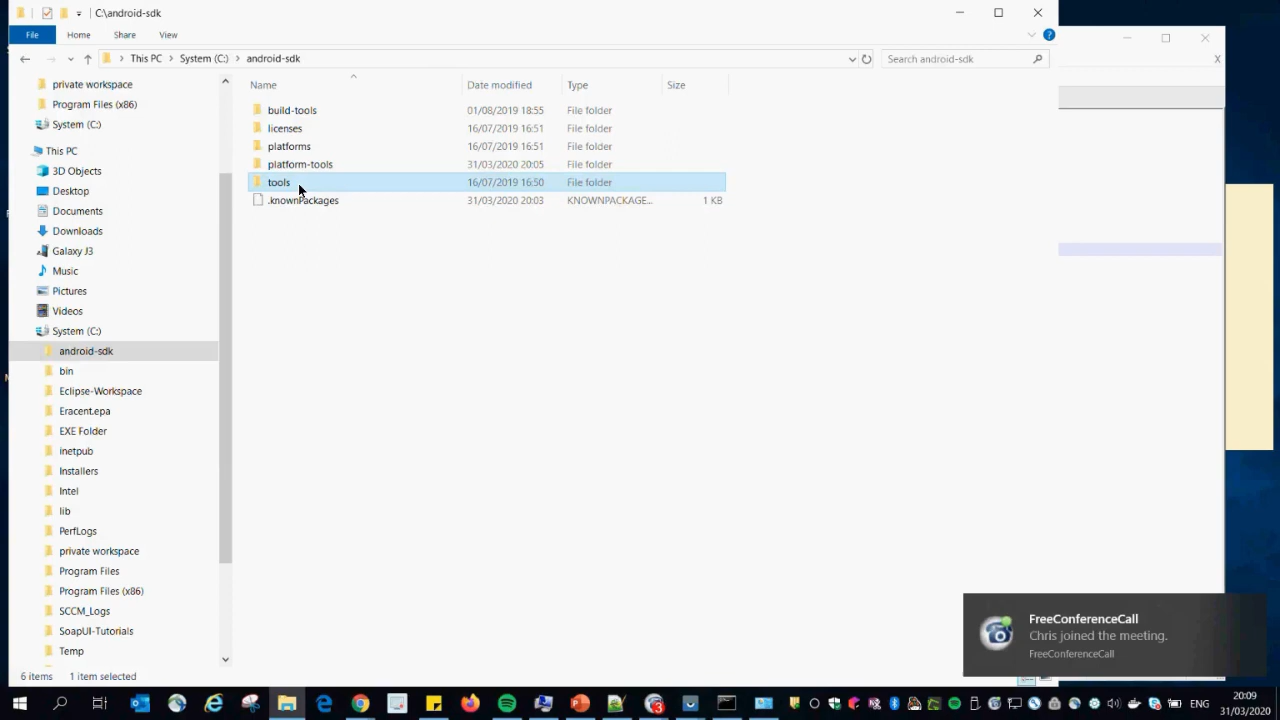 C:\android-sdk
File Home Share View
This PC System (C:) android-sdk
Search android-sdk
private workspace
Program Files (x86)
System (C:)
This PC
3D Objects
Desktop
Documents
Downloads
Galaxy J3
Music
Pictures
Videos
System (C:)
android-sdk
bin
Eclipse-Workspace
Eracent.epa
EXE Folder
inetpub
Installers
Intel
lib
PerfLogs
private workspace
Program Files
Program Files (x86)
SCCM_Logs
SoapUI-Tutorials
Temp
Name Date modified Type Size
build-tools 01/08/2019 18:55 File folder
licenses 16/07/2019 16:51 File folder
platforms 16/07/2019 16:51 File folder
platform-tools 31/03/2020 20:05 File folder
tools 16/07/2019 16:50 File folder
.knownPackages 31/03/2020 20:03 KNOWNPACKAGE... 1 KB
X
FreeConferenceCall
Chris joined the meeting.
FreeConferenceCall
6 items 1 item selected
ENG
20:09
31/03/2020